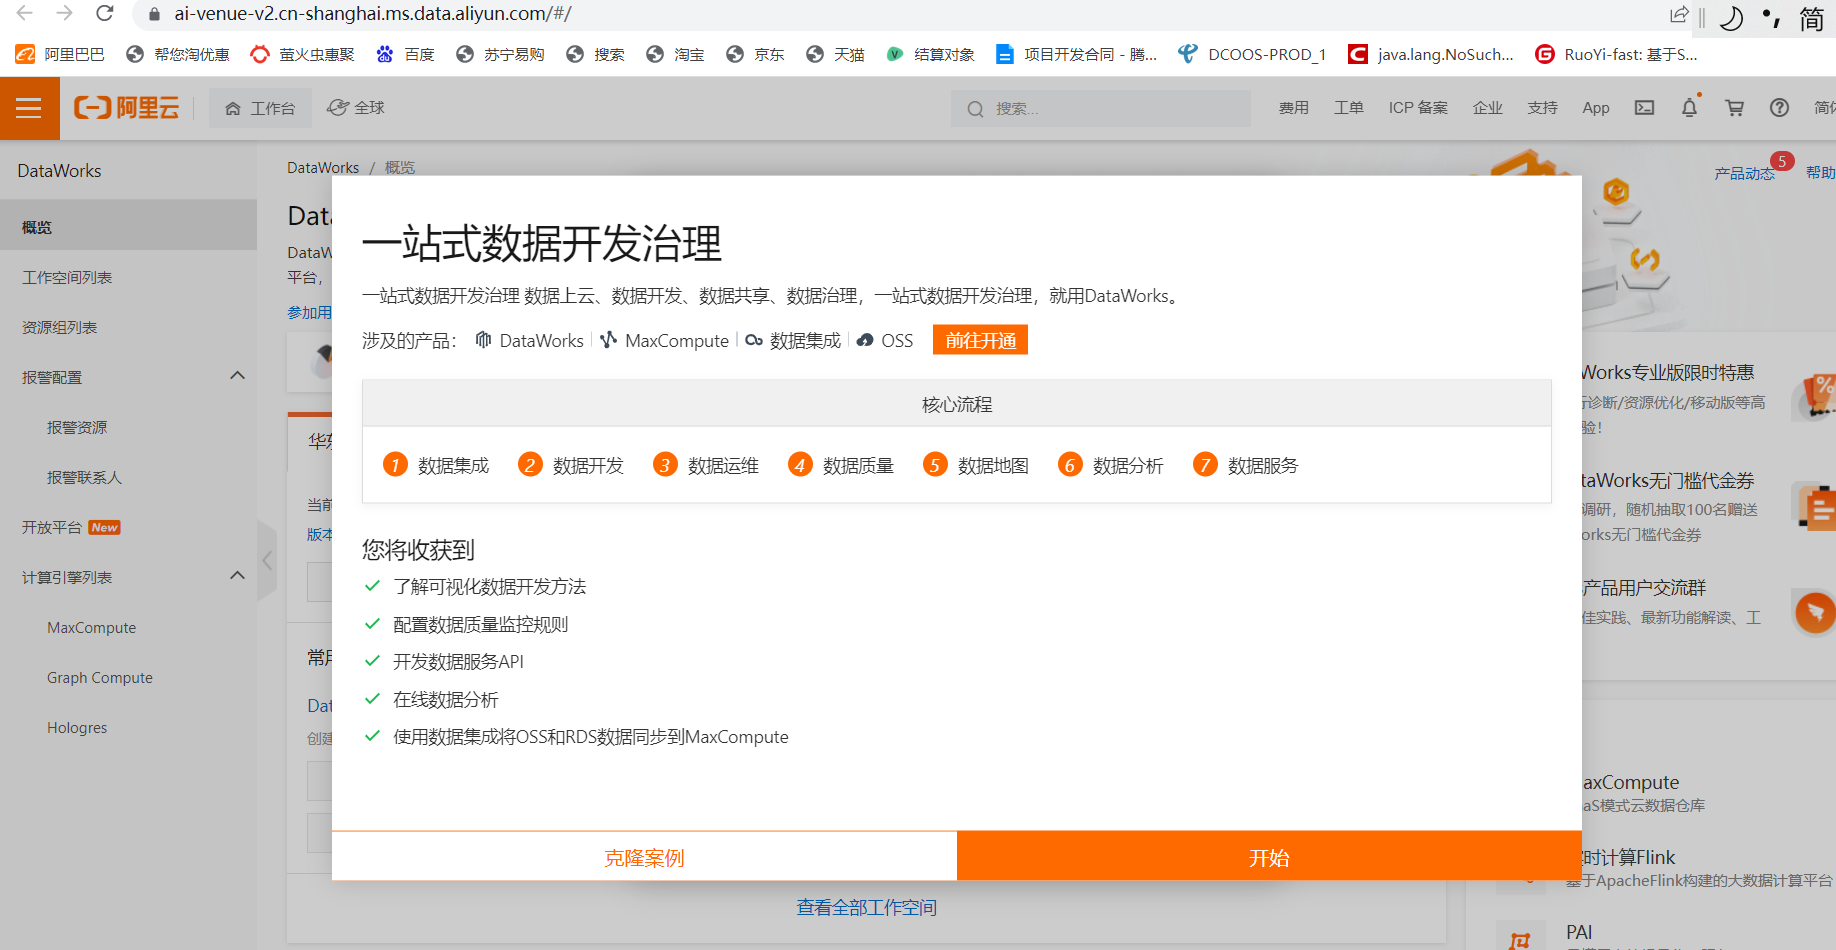 ai-venue-v2.cn-shanghai.ms.data.aliyun.com/#/
简
阿里巴巴 帮您淘优惠 萤火虫惠聚 百度 苏宁易购 搜索 淘宝 京东 天猫 结算对象 项目开发合同 - 腾... DCOOS-PROD_1 java.lang.NoSuch... RuoYi-fast: 基于S...
阿里云 工作台 全球 搜索... 费用 工单 ICP 备案 企业 支持 App 简体
DataWorks
概览
工作空间列表
资源组列表
报警配置
报警资源
报警联系人
开放平台 New
计算引擎列表
MaxCompute
Graph Compute
Hologres
DataWorks / 概览
产品动态 5 帮助
Data
DataW
平台，
参加用
华东
当前
版本
常用
Dat
创建
一站式数据开发治理
一站式数据开发治理 数据上云、数据开发、数据共享、数据治理，一站式数据开发治理，就用DataWorks。
涉及的产品： DataWorks MaxCompute 数据集成 OSS 前往开通
核心流程
1 数据集成 2 数据开发 3 数据运维 4 数据质量 5 数据地图 6 数据分析 7 数据服务
您将收获到
了解可视化数据开发方法
配置数据质量监控规则
开发数据服务API
在线数据分析
使用数据集成将OSS和RDS数据同步到MaxCompute
克隆案例 开始
查看全部工作空间
Works专业版限时特惠
诊断/资源优化/移动版等高
验！
taWorks无门槛代金券
调研，随机抽取100名赠送
orks无门槛代金券
产品用户交流群
佳实践、最新功能解读、工
axCompute
aS模式云数据仓库
时计算Flink
基于ApacheFlink构建的大数据计算平台
PAI